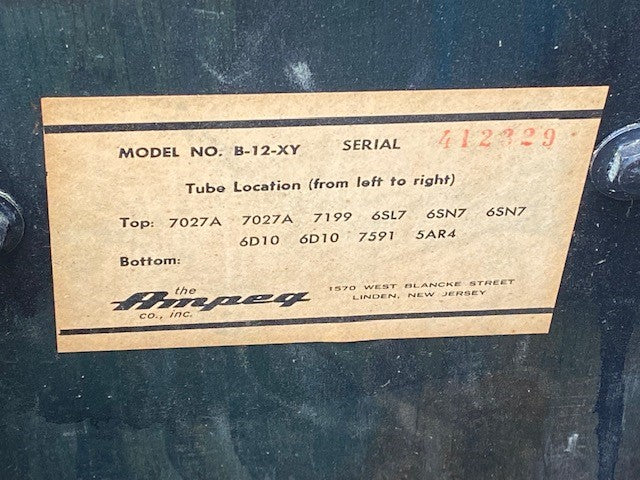 MODEL NO. B-12-XY SERIAL 412329
Tube Location (from left to right)
Top: 7027A 7027A 7199 6SL7 6SN7 6SN7
6D10 6D10 7591 5AR4
Bottom:
the
Ampeg
co., inc.
1570 WEST BLANCKE STREET
LINDEN, NEW JERSEY